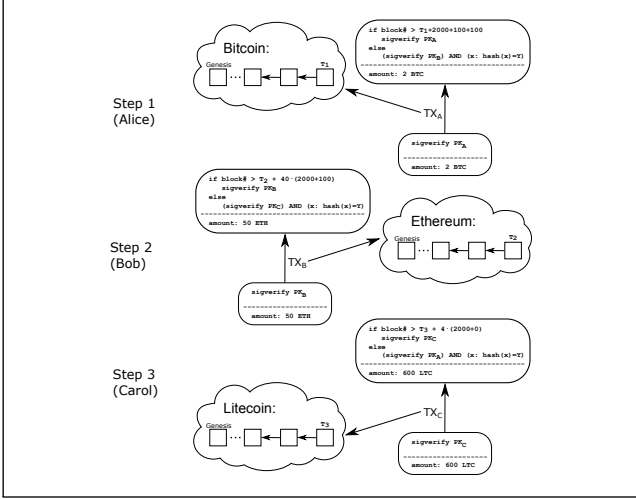 if block# > T1+2000+100+100
sigverify PKA
else
(sigverify PKB) AND (x: hash(x)=Y)
amount: 2 BTC
Bitcoin:
Genesis
...
T1
Step 1
(Alice)
TXA
sigverify PKA
amount: 2 BTC
if block# > T2 + 40·(2000+100)
sigverify PKB
else
(sigverify PKC) AND (x: hash(x)=Y)
amount: 50 ETH
Ethereum:
Genesis
...
T2
Step 2
(Bob)
TXB
sigverify PKB
amount: 50 ETH
if block# > T3 + 4·(2000+0)
sigverify PKC
else
(sigverify PKA) AND (x: hash(x)=Y)
amount: 600 LTC
Step 3
(Carol)
Litecoin:
Genesis
...
T3
TXC
sigverify PKC
amount: 600 LTC